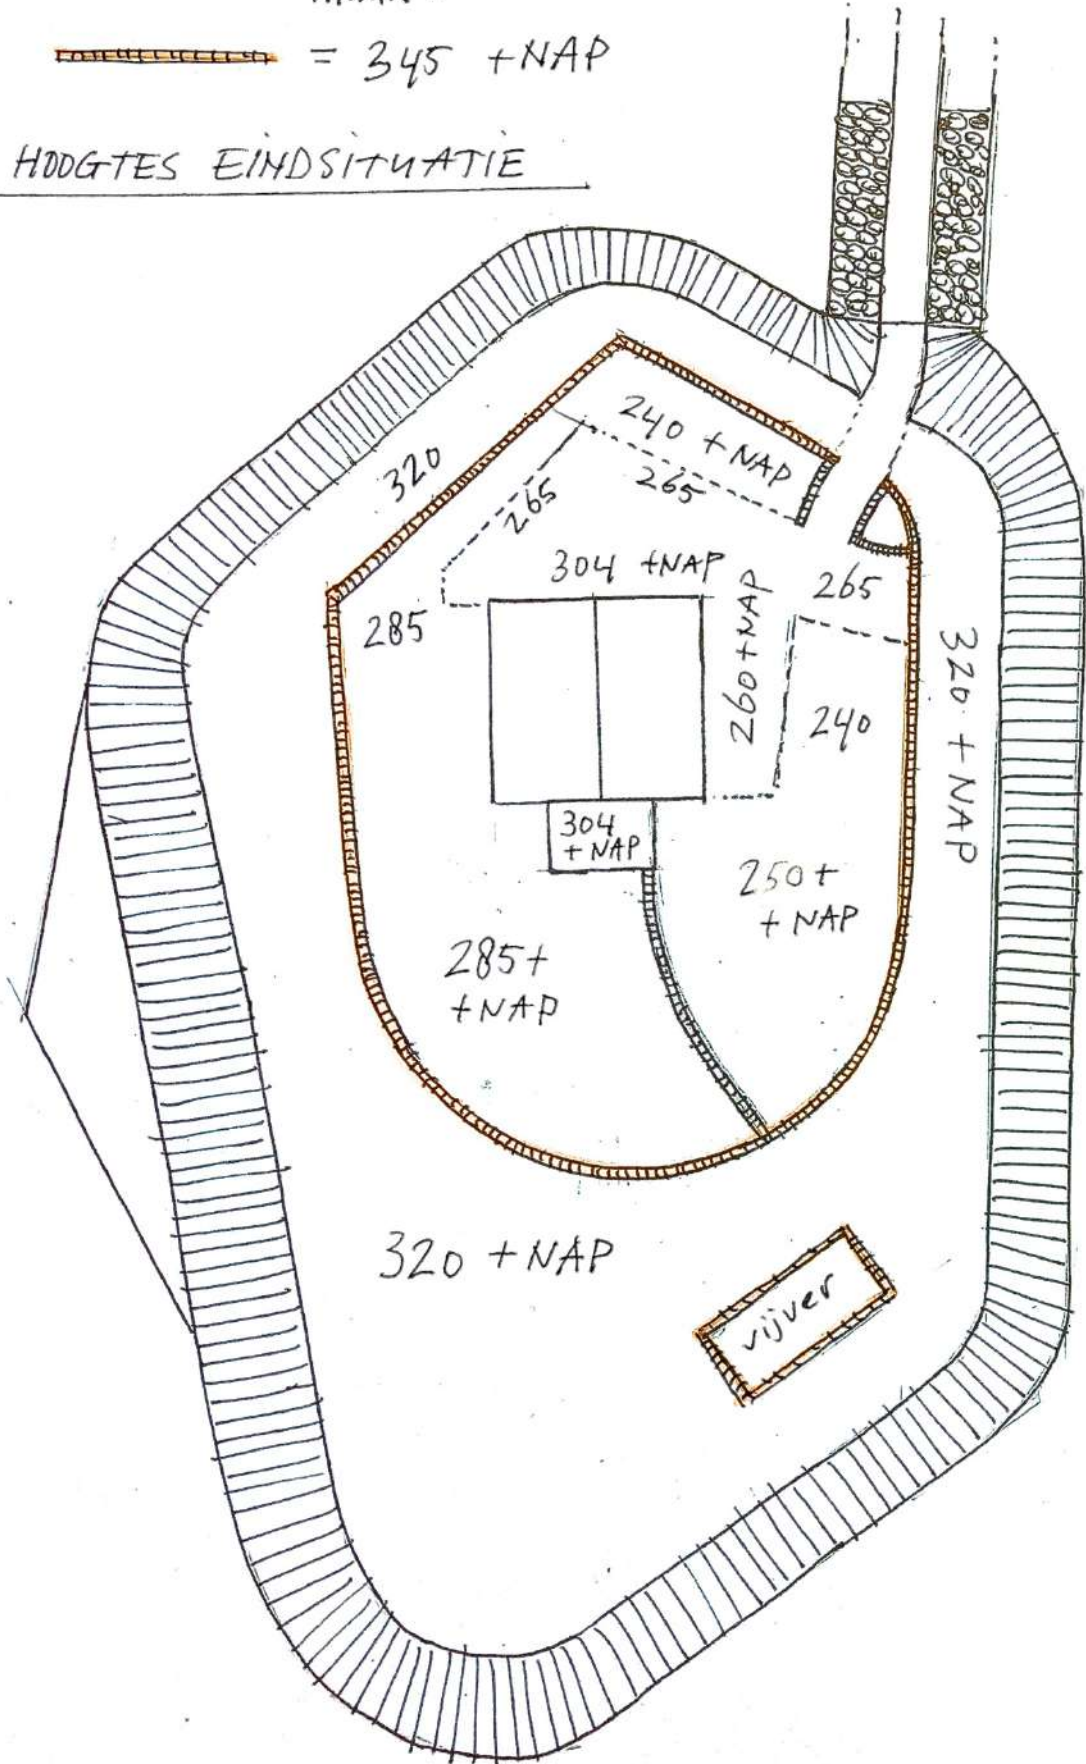 = 345 +NAP
HOOGTES EINDSITUATIE
240 + NAP
320
265
265
304 +NAP
265
285
260+NAP
320 + NAP
240
304
+ NAP
250+
+ NAP
285+
+NAP
320 + NAP
vijver